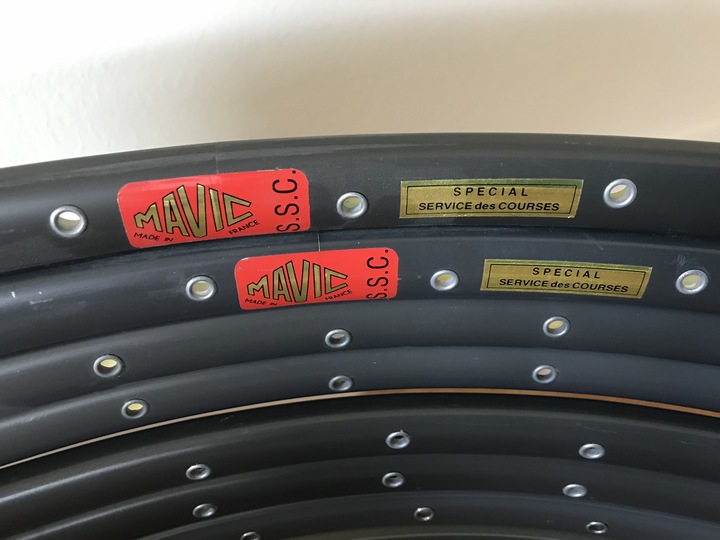 MAVIC
MADE IN FRANCE
S.S.C.
SPECIAL
SERVICE des COURSES
MAVIC
MADE IN FRANCE
S.S.C.
SPECIAL
SERVICE des COURSES